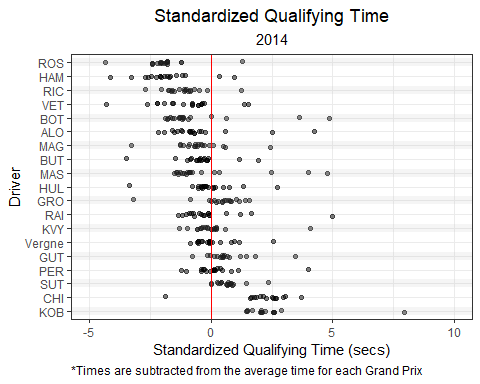 Standardized Qualifying Time
2014
Driver
ROS
HAM
RIC
VET
BOT
ALO
MAG
BUT
MAS
HUL
GRO
RAI
KVY
Vergne
GUT
PER
SUT
CHI
KOB
-5 0 5 10
Standardized Qualifying Time (secs)
*Times are subtracted from the average time for each Grand Prix